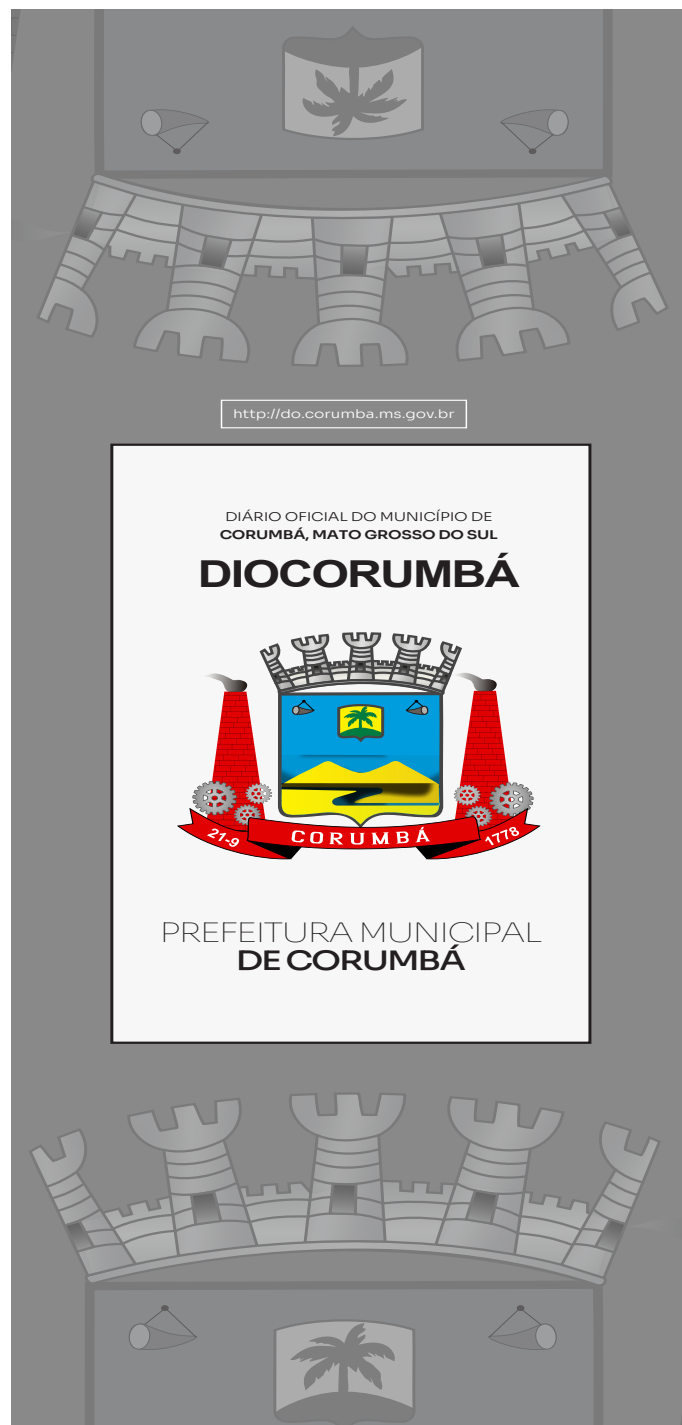 http://do.corumba.ms.gov.br
DIÁRIO OFICIAL DO MUNICÍPIO DE
CORUMBÁ, MATO GROSSO DO SUL
DIOCORUMBÁ
21-9
CORUMBÁ
1778
PREFEITURA MUNICIPAL
DE CORUMBÁ